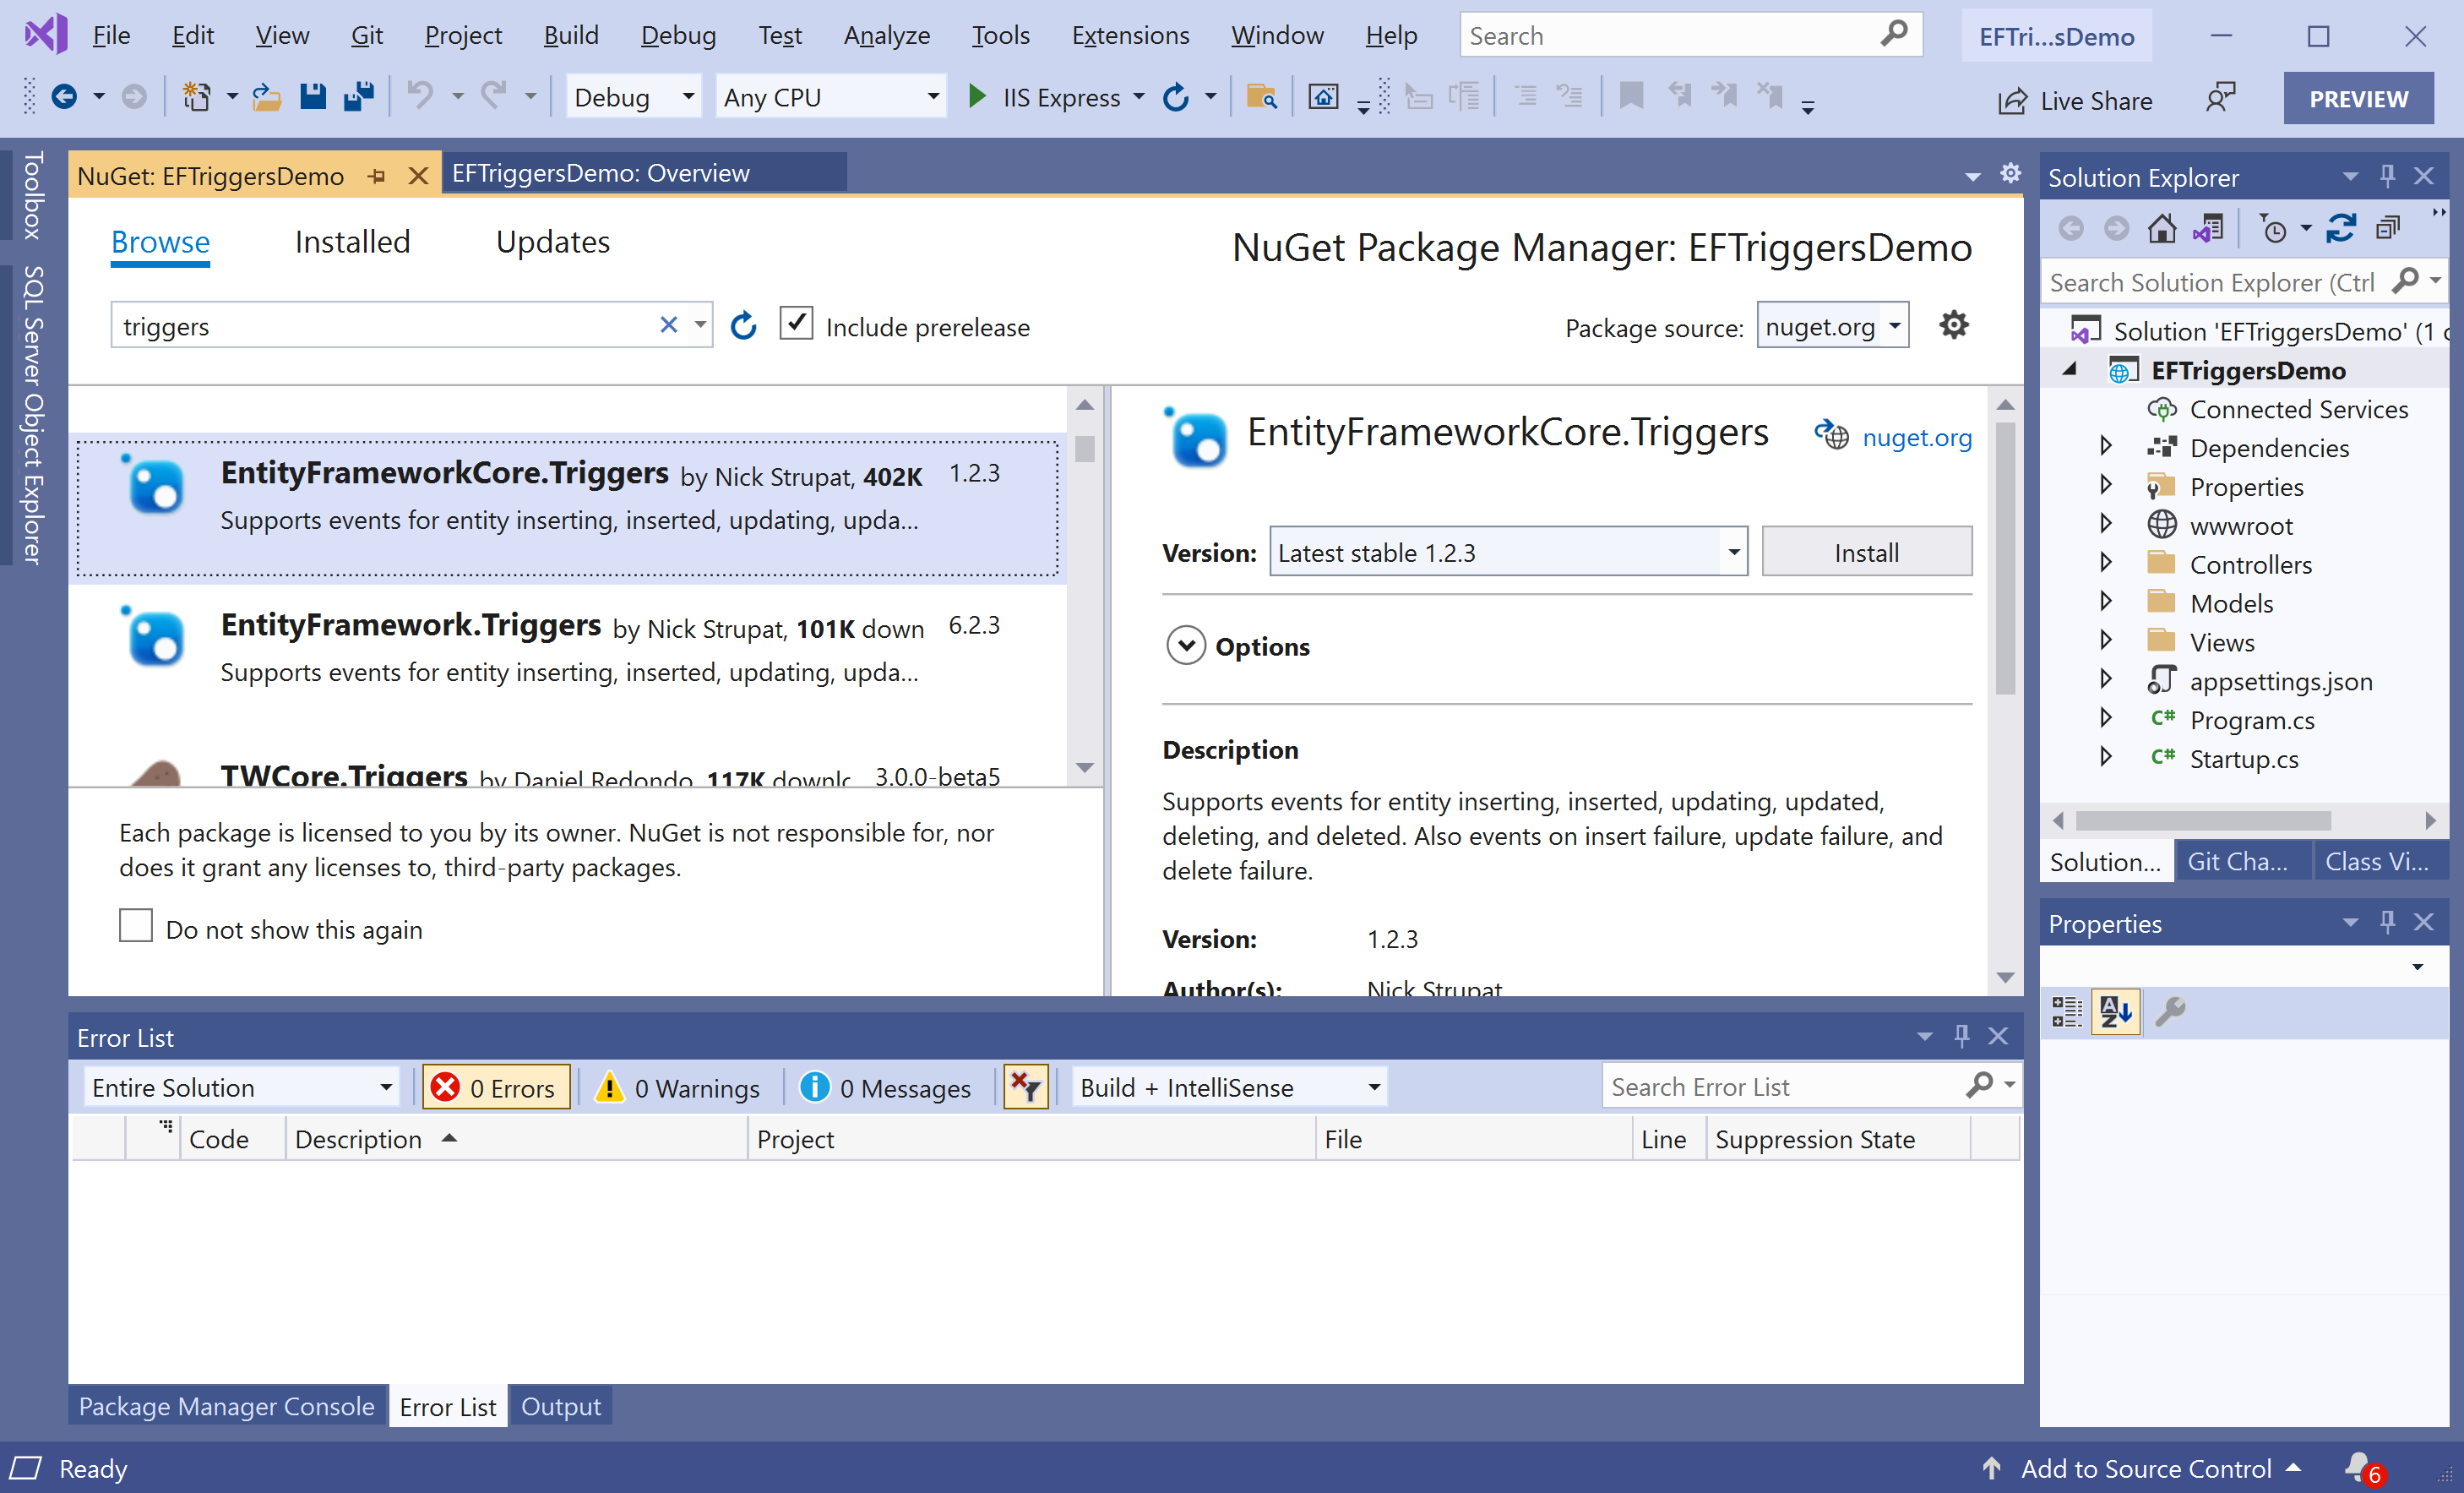 File Edit View Git Project Build Debug Test Analyze Tools Extensions Window Help Search EFTri...sDemo
Debug Any CPU IIS Express Live Share PREVIEW
Toolbox
SQL Server Object Explorer
NuGet: EFTriggersDemo EFTriggersDemo: Overview
Browse Installed Updates
NuGet Package Manager: EFTriggersDemo
triggers Include prerelease Package source: nuget.org
EntityFrameworkCore.Triggers by Nick Strupat, 402K 1.2.3
Supports events for entity inserting, inserted, updating, upda...
EntityFramework.Triggers by Nick Strupat, 101K down 6.2.3
Supports events for entity inserting, inserted, updating, upda...
TWCore.Triggers by Daniel Redondo, 117K downlc 3.0.0-beta5
Each package is licensed to you by its owner. NuGet is not responsible for, nor
does it grant any licenses to, third-party packages.
Do not show this again
EntityFrameworkCore.Triggers nuget.org
Version: Latest stable 1.2.3 Install
Options
Description
Supports events for entity inserting, inserted, updating, updated,
deleting, and deleted. Also events on insert failure, update failure, and
delete failure.
Version: 1.2.3
Author(s): Nick Strupat
Solution Explorer
Search Solution Explorer (Ctrl
Solution 'EFTriggersDemo' (1 c
EFTriggersDemo
Connected Services
Dependencies
Properties
wwwroot
Controllers
Models
Views
appsettings.json
C# Program.cs
C# Startup.cs
Solution... Git Cha... Class Vi...
Properties
Error List
Entire Solution 0 Errors 0 Warnings 0 Messages Build + IntelliSense Search Error List
Code Description Project File Line Suppression State
Package Manager Console Error List Output
Ready Add to Source Control 6